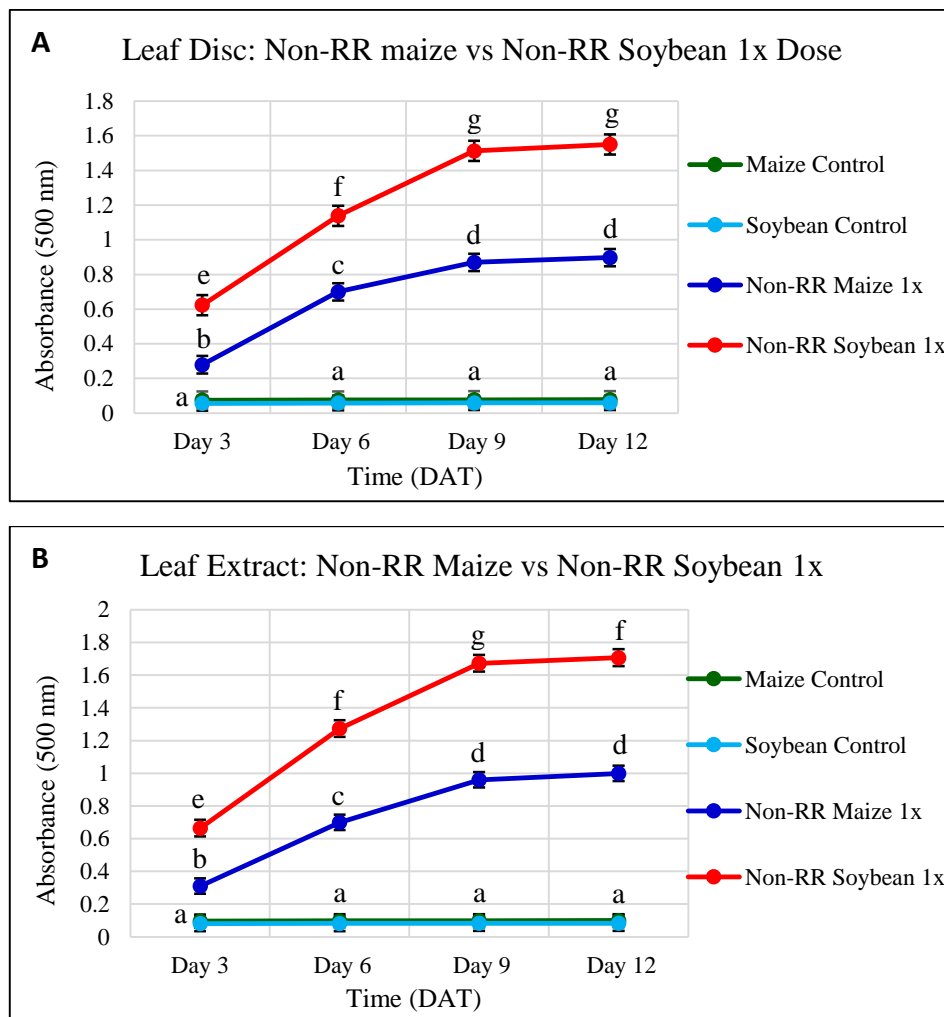 A
Leaf Disc: Non-RR maize vs Non-RR Soybean 1x Dose
Absorbance (500 nm)
1.8
1.6
1.4
1.2
1
0.8
0.6
0.4
0.2
0
e
f
g
g
b
c
d
d
a
a
a
a
Day 3
Day 6
Day 9
Day 12
Time (DAT)
Maize Control
Soybean Control
Non-RR Maize 1x
Non-RR Soybean 1x
B
Leaf Extract: Non-RR Maize vs Non-RR Soybean 1x
Absorbance (500 nm)
2
1.8
1.6
1.4
1.2
1
0.8
0.6
0.4
0.2
0
e
f
g
f
b
c
d
d
a
a
a
a
Day 3
Day 6
Day 9
Day 12
Time (DAT)
Maize Control
Soybean Control
Non-RR Maize 1x
Non-RR Soybean 1x